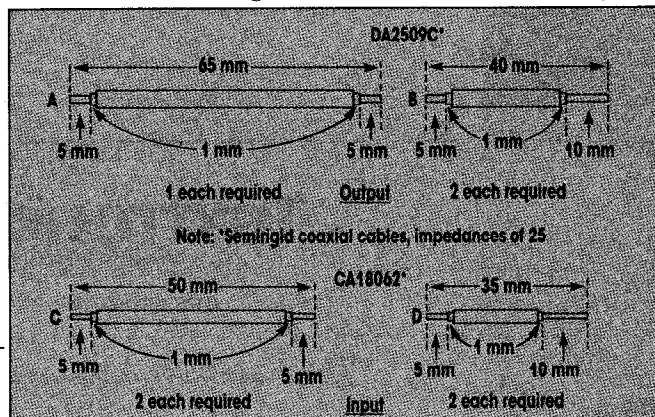 DA2509C*
65 mm
40 mm
A
B
5 mm
1 mm
5 mm
5 mm
1 mm
10 mm
1 each required
Output
2 each required
Note: *Semirigid coaxial cables, impedances of 25
CA18062*
50 mm
35 mm
C
D
5 mm
1 mm
5 mm
5 mm
1 mm
10 mm
2 each required
Input
2 each required